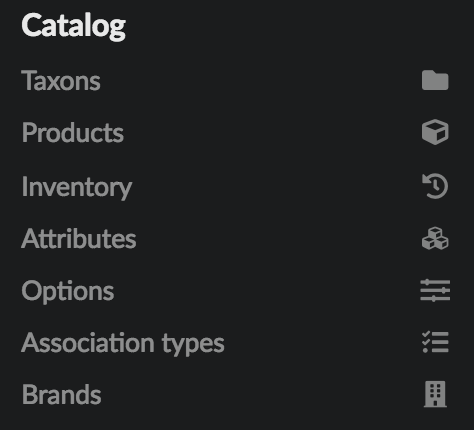 Catalog
Taxons
Products
Inventory
Attributes
Options
Association types
Brands